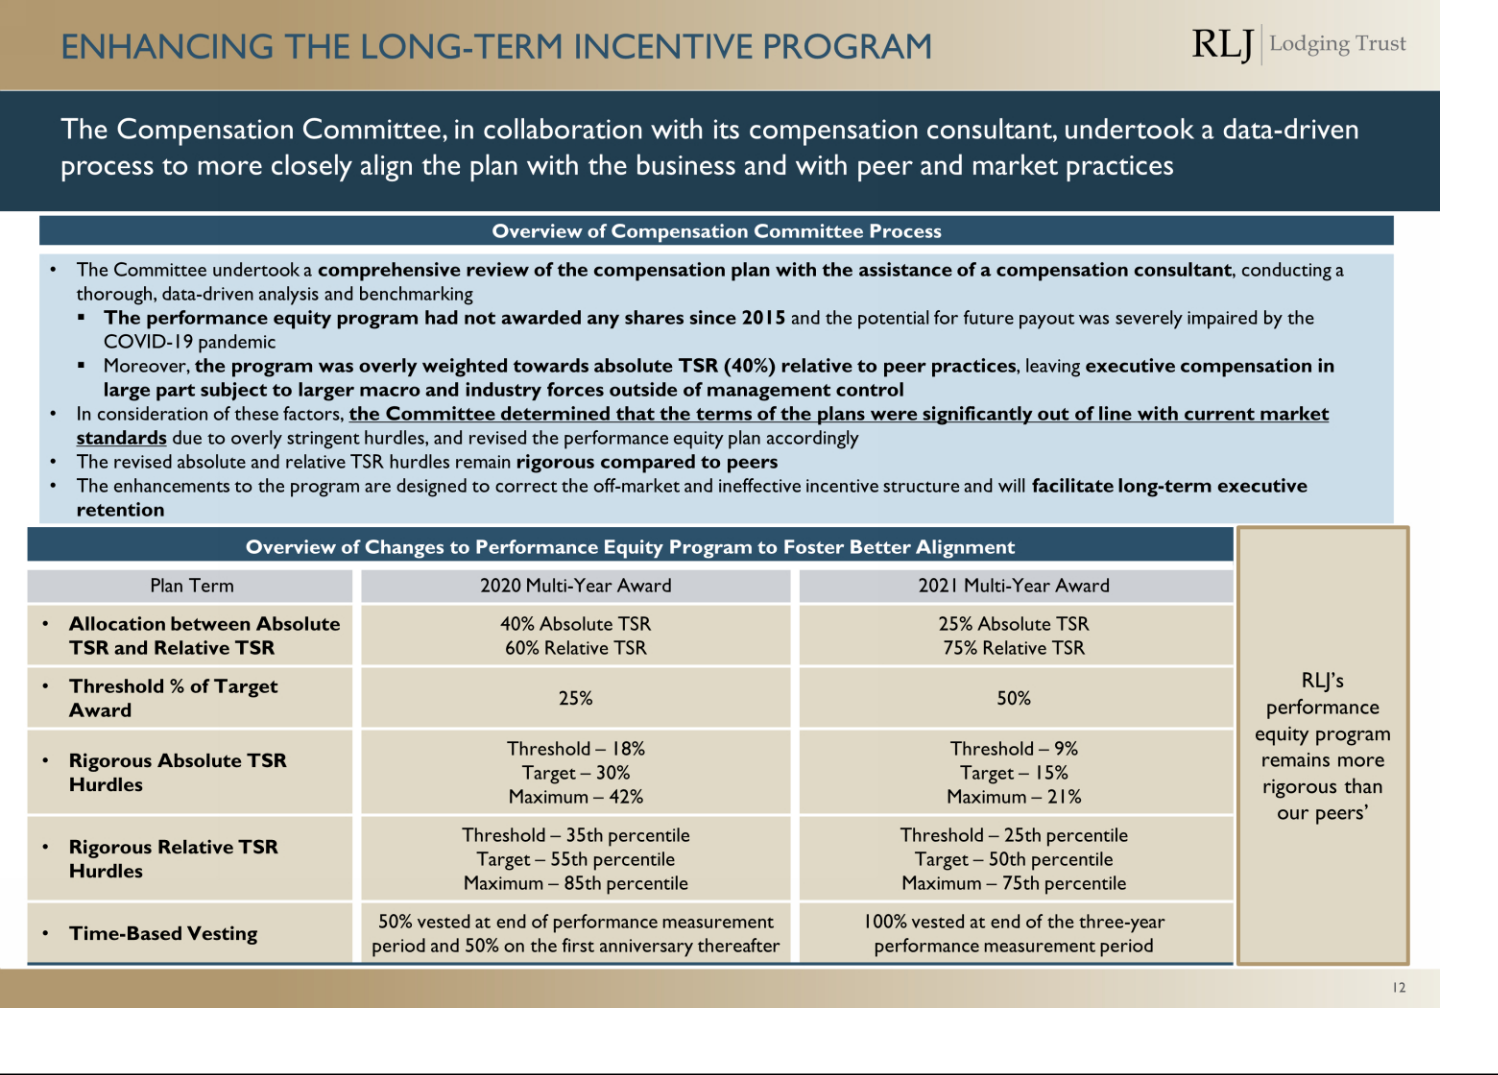 ENHANCING THE LONG-TERM INCENTIVE PROGRAM
RLJ Lodging Trust
The Compensation Committee, in collaboration with its compensation consultant, undertook a data-driven
process to more closely align the plan with the business and with peer and market practices
Overview of Compensation Committee Process
• The Committee undertook a comprehensive review of the compensation plan with the assistance of a compensation consultant, conducting a
thorough, data-driven analysis and benchmarking
▪ The performance equity program had not awarded any shares since 2015 and the potential for future payout was severely impaired by the
COVID-19 pandemic
▪ Moreover, the program was overly weighted towards absolute TSR (40%) relative to peer practices, leaving executive compensation in
large part subject to larger macro and industry forces outside of management control
• In consideration of these factors, the Committee determined that the terms of the plans were significantly out of line with current market
standards due to overly stringent hurdles, and revised the performance equity plan accordingly
• The revised absolute and relative TSR hurdles remain rigorous compared to peers
• The enhancements to the program are designed to correct the off-market and ineffective incentive structure and will facilitate long-term executive
retention
Overview of Changes to Performance Equity Program to Foster Better Alignment
Plan Term
2020 Multi-Year Award
2021 Multi-Year Award
• Allocation between Absolute
TSR and Relative TSR
40% Absolute TSR
60% Relative TSR
25% Absolute TSR
75% Relative TSR
• Threshold % of Target
Award
25%
50%
• Rigorous Absolute TSR
Hurdles
Threshold – 18%
Target – 30%
Maximum – 42%
Threshold – 9%
Target – 15%
Maximum – 21%
• Rigorous Relative TSR
Hurdles
Threshold – 35th percentile
Target – 55th percentile
Maximum – 85th percentile
Threshold – 25th percentile
Target – 50th percentile
Maximum – 75th percentile
• Time-Based Vesting
50% vested at end of performance measurement
period and 50% on the first anniversary thereafter
100% vested at end of the three-year
performance measurement period
RLJ's
performance
equity program
remains more
rigorous than
our peers'
12